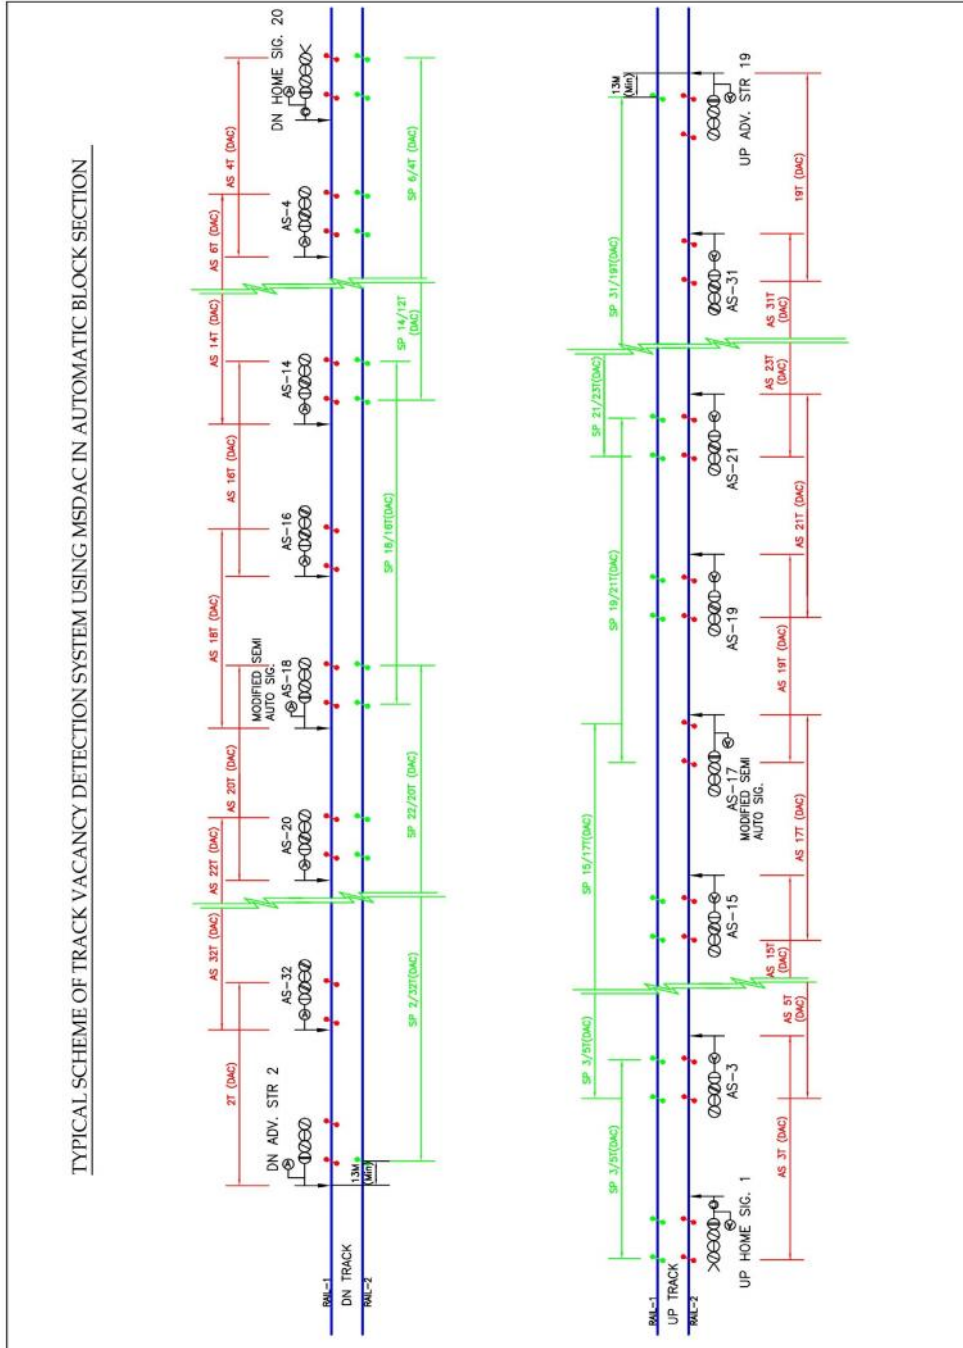 TYPICAL SCHEME OF TRACK VACANCY DETECTION SYSTEM USING MSDAC IN AUTOMATIC BLOCK SECTION
2T (DAC)
AS 32T (DAC)
AS 22T (DAC)
AS 20T (DAC)
AS 18T (DAC)
AS 16T (DAC)
AS 14T (DAC)
AS 6T (DAC)
AS 4T (DAC)
DN ADV. STR 2
AS-32
AS-20
MODIFIED SEMI
AUTO SIG.
AS-18
AS-16
AS-14
AS-4
DN HOME SIG. 20
RAIL-1
DN TRACK
RAIL-2
13M
(Min)
SP 2/32T(DAC)
SP 22/20T (DAC)
SP 18/16T(DAC)
SP 14/12T
(DAC)
SP 6/4T (DAC)
SP 3/5T(DAC)
SP 3/5T(DAC)
SP 15/17T(DAC)
SP 19/21T(DAC)
SP 21/23T(DAC)
SP 31/19T(DAC)
13M
(Min)
RAIL-1
UP TRACK
RAIL-2
UP HOME SIG. 1
AS-3
AS-15
AS-17
MODIFIED SEMI
AUTO SIG.
AS-19
AS-21
AS-31
UP ADV. STR 19
AS 3T (DAC)
AS 5T
(DAC)
AS 15T
(DAC)
AS 17T (DAC)
AS 19T (DAC)
AS 21T (DAC)
AS 23T
(DAC)
AS 31T
(DAC)
19T (DAC)